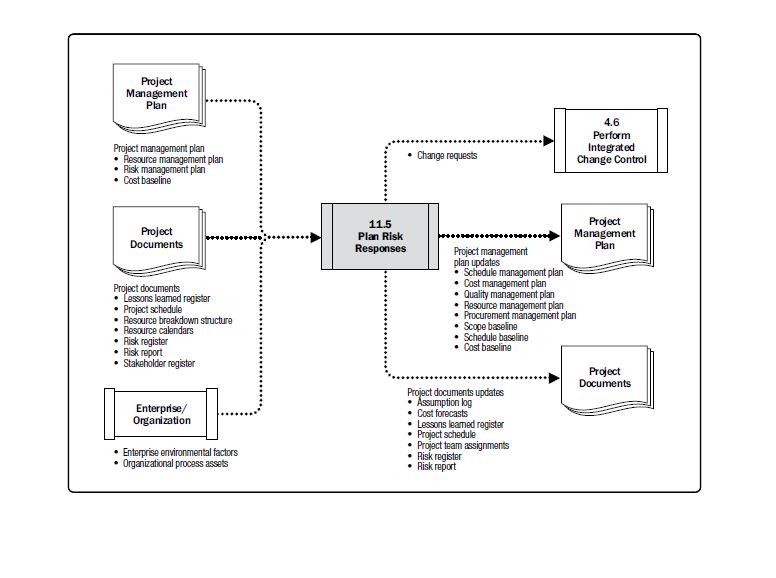 Project
Management
Plan
Project management plan
• Resource management plan
• Risk management plan
• Cost baseline
Project
Documents
Project documents
• Lessons learned register
• Project schedule
• Resource breakdown structure
• Resource calendars
• Risk register
• Risk report
• Stakeholder register
Enterprise/
Organization
• Enterprise environmental factors
• Organizational process assets
11.5
Plan Risk
Responses
• Change requests
4.6
Perform
Integrated
Change Control
Project management
plan updates
• Schedule management plan
• Cost management plan
• Quality management plan
• Resource management plan
• Procurement management plan
• Scope baseline
• Schedule baseline
• Cost baseline
Project
Management
Plan
Project documents updates
• Assumption log
• Cost forecasts
• Lessons learned register
• Project schedule
• Project team assignments
• Risk register
• Risk report
Project
Documents